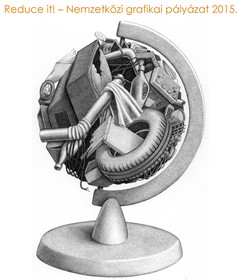 Reduce it! – Nemzetközi grafikai pályázat 2015.